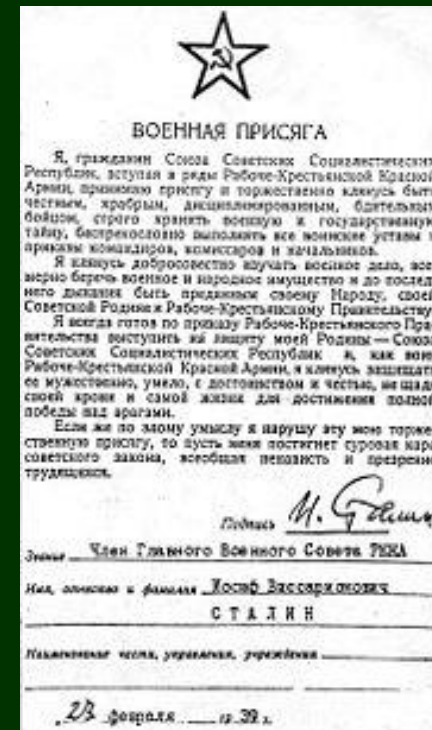 ВОЕННАЯ ПРИСЯГА
Я, гражданин Союза Советских Социалистических
Республик, вступая в ряды Рабоче-Крестьянской Красной
Армии, принимаю присягу и торжественно клянусь быть
честным, храбрым, дисциплинированным, бдительным
бойцом, строго хранить военную и государственную
тайну, беспрекословно выполнять все воинские уставы и
приказы командиров, комиссаров и начальников.
Я клянусь добросовестно изучать военное дело, все-
мерно беречь военное и народное имущество и до послед-
него дыхания быть преданным своему Народу, своей
Советской Родине и Рабоче-Крестьянскому Правительству.
Я всегда готов по приказу Рабоче-Крестьянского Пра-
вительства выступить на защиту моей Родины — Союза
Советских Социалистических Республик и, как воин
Рабоче-Крестьянской Красной Армии, я клянусь защищать
ее мужественно, умело, с достоинством и честью, не щадя
своей крови и самой жизни для достижения полной
победы над врагами.
Если же по злому умыслу я нарушу эту мою торже-
ственную присягу, то пусть меня постигнет суровая кара
советского закона, всеобщая ненависть и презрение
трудящихся.
Подпись И. Сталин
Звание Член Главного Военного Совета РККА
Имя, отчество и фамилия Иосиф Виссарионович
СТАЛИН
Наименование части, управления, учреждения
„23 февраля 1939 г.